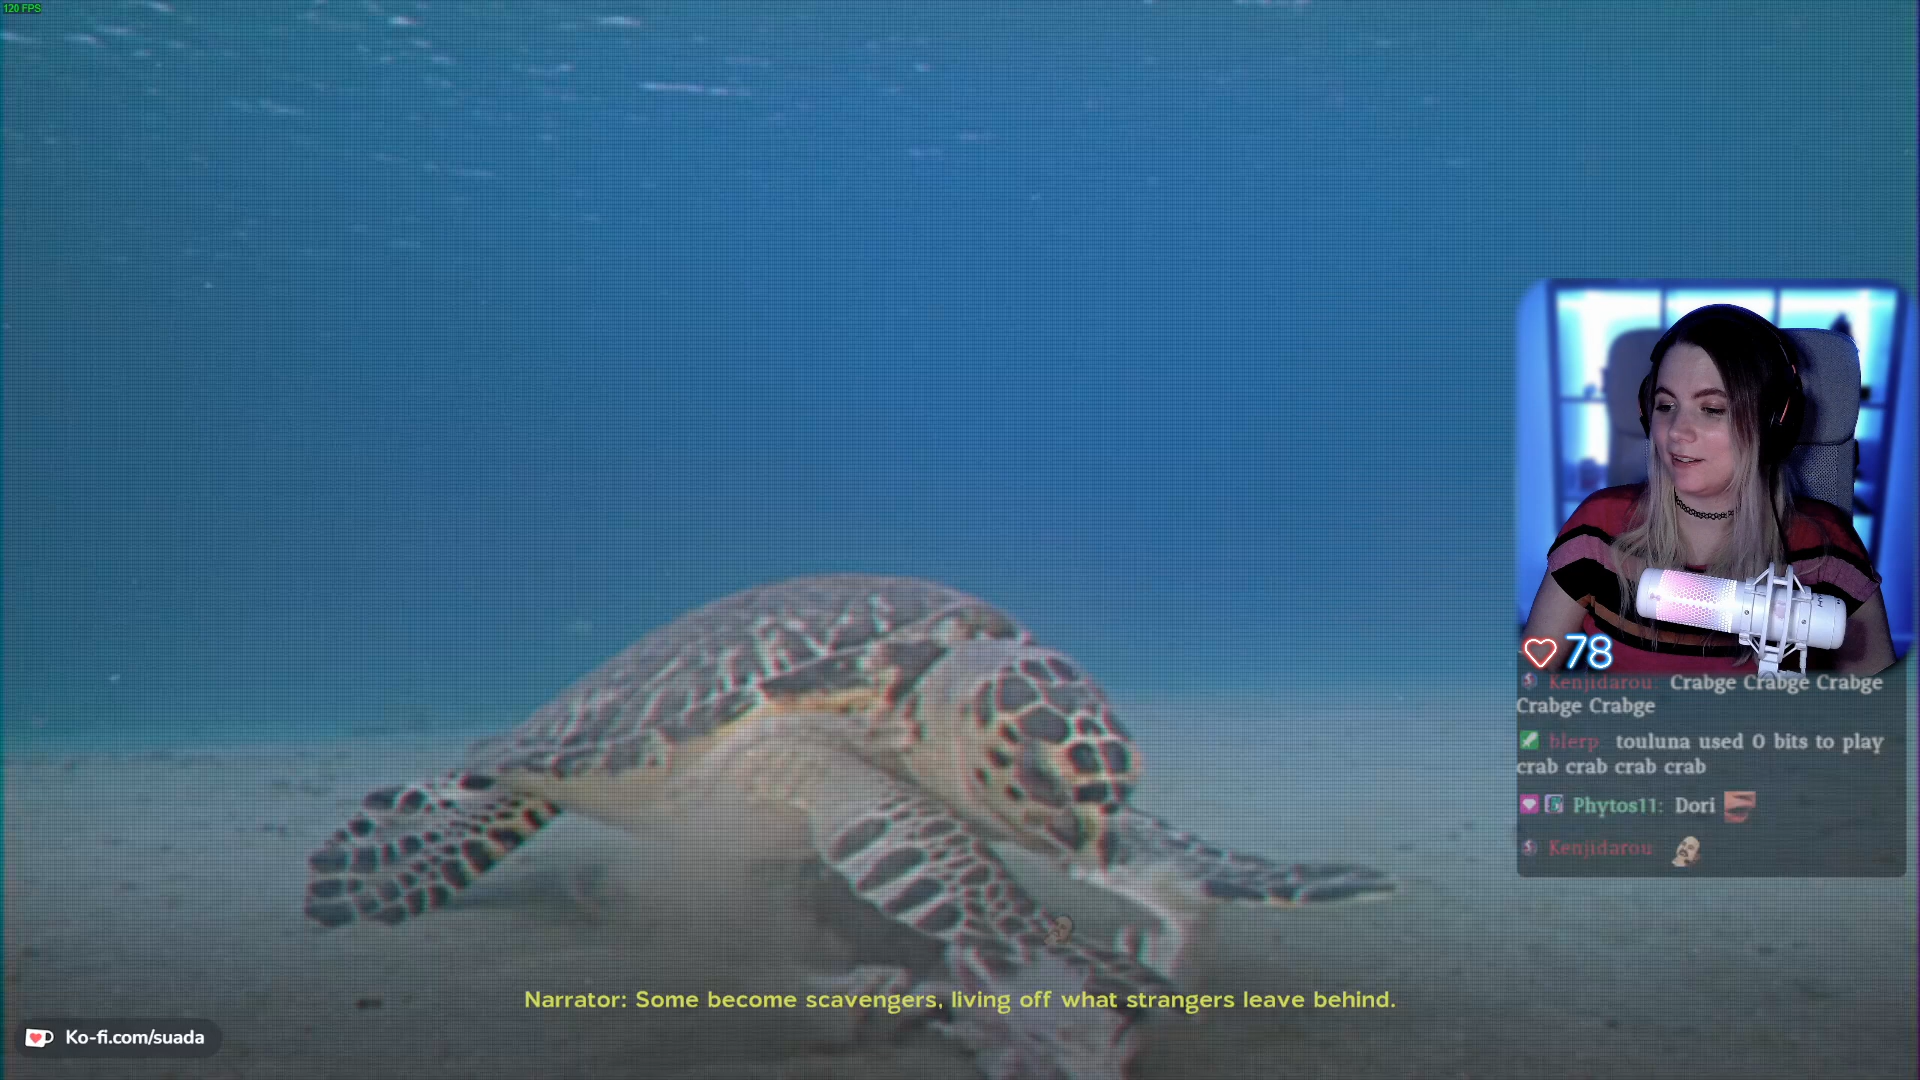 120 FPS
78
Kenjidarou: Crabge Crabge Crabge
Crabge Crabge
blerp touluna used 0 bits to play
crab crab crab crab
Phytos11: Dori
Kenjidarou
Narrator: Some become scavengers, living off what strangers leave behind.
Ko-fi.com/suada